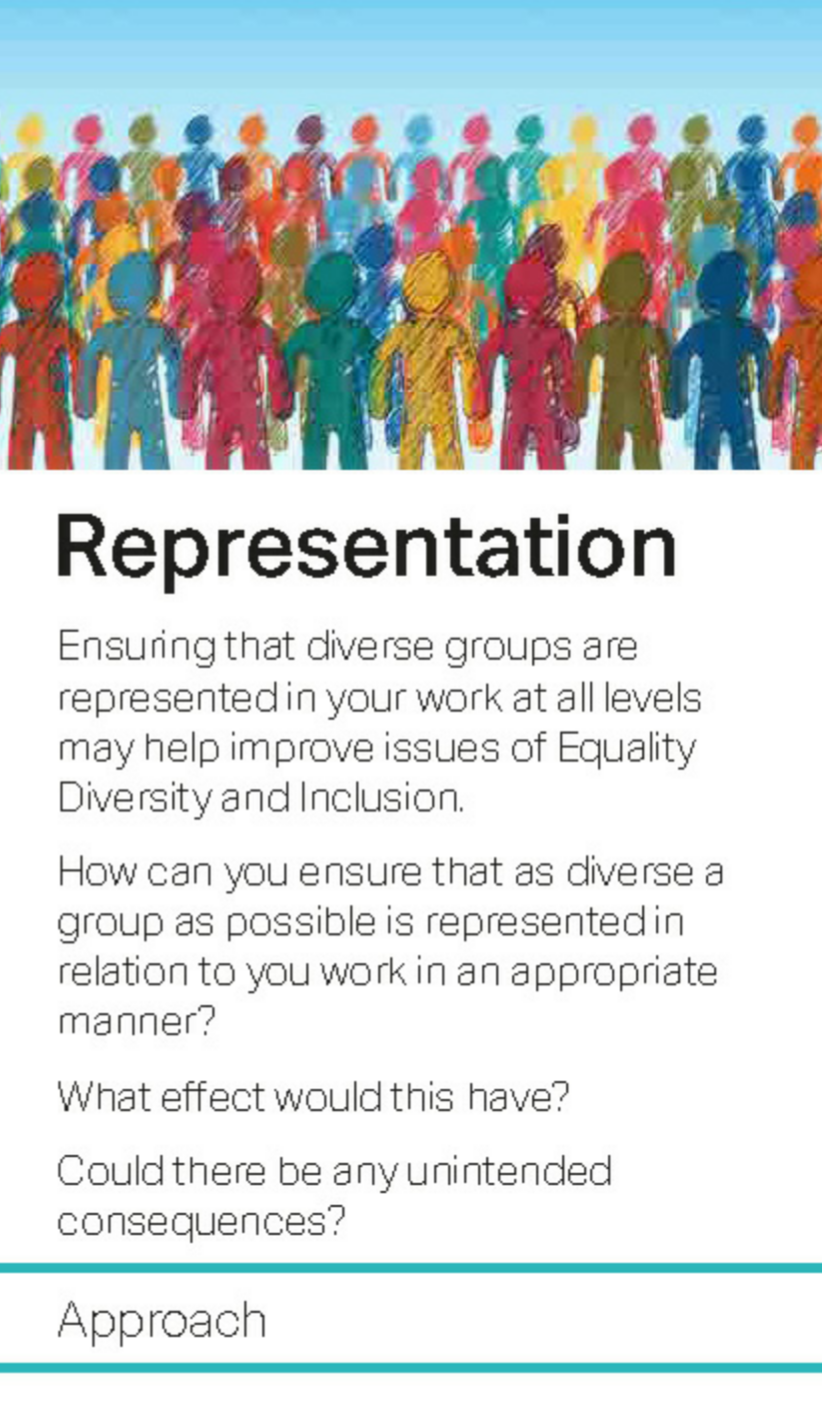 Representation
Ensuring that diverse groups are
represented in your work at all levels
may help improve issues of Equality
Diversity and Inclusion.
How can you ensure that as diverse a
group as possible is represented in
relation to you work in an appropriate
manner?
What effect would this have?
Could there be any unintended
consequences?
Approach